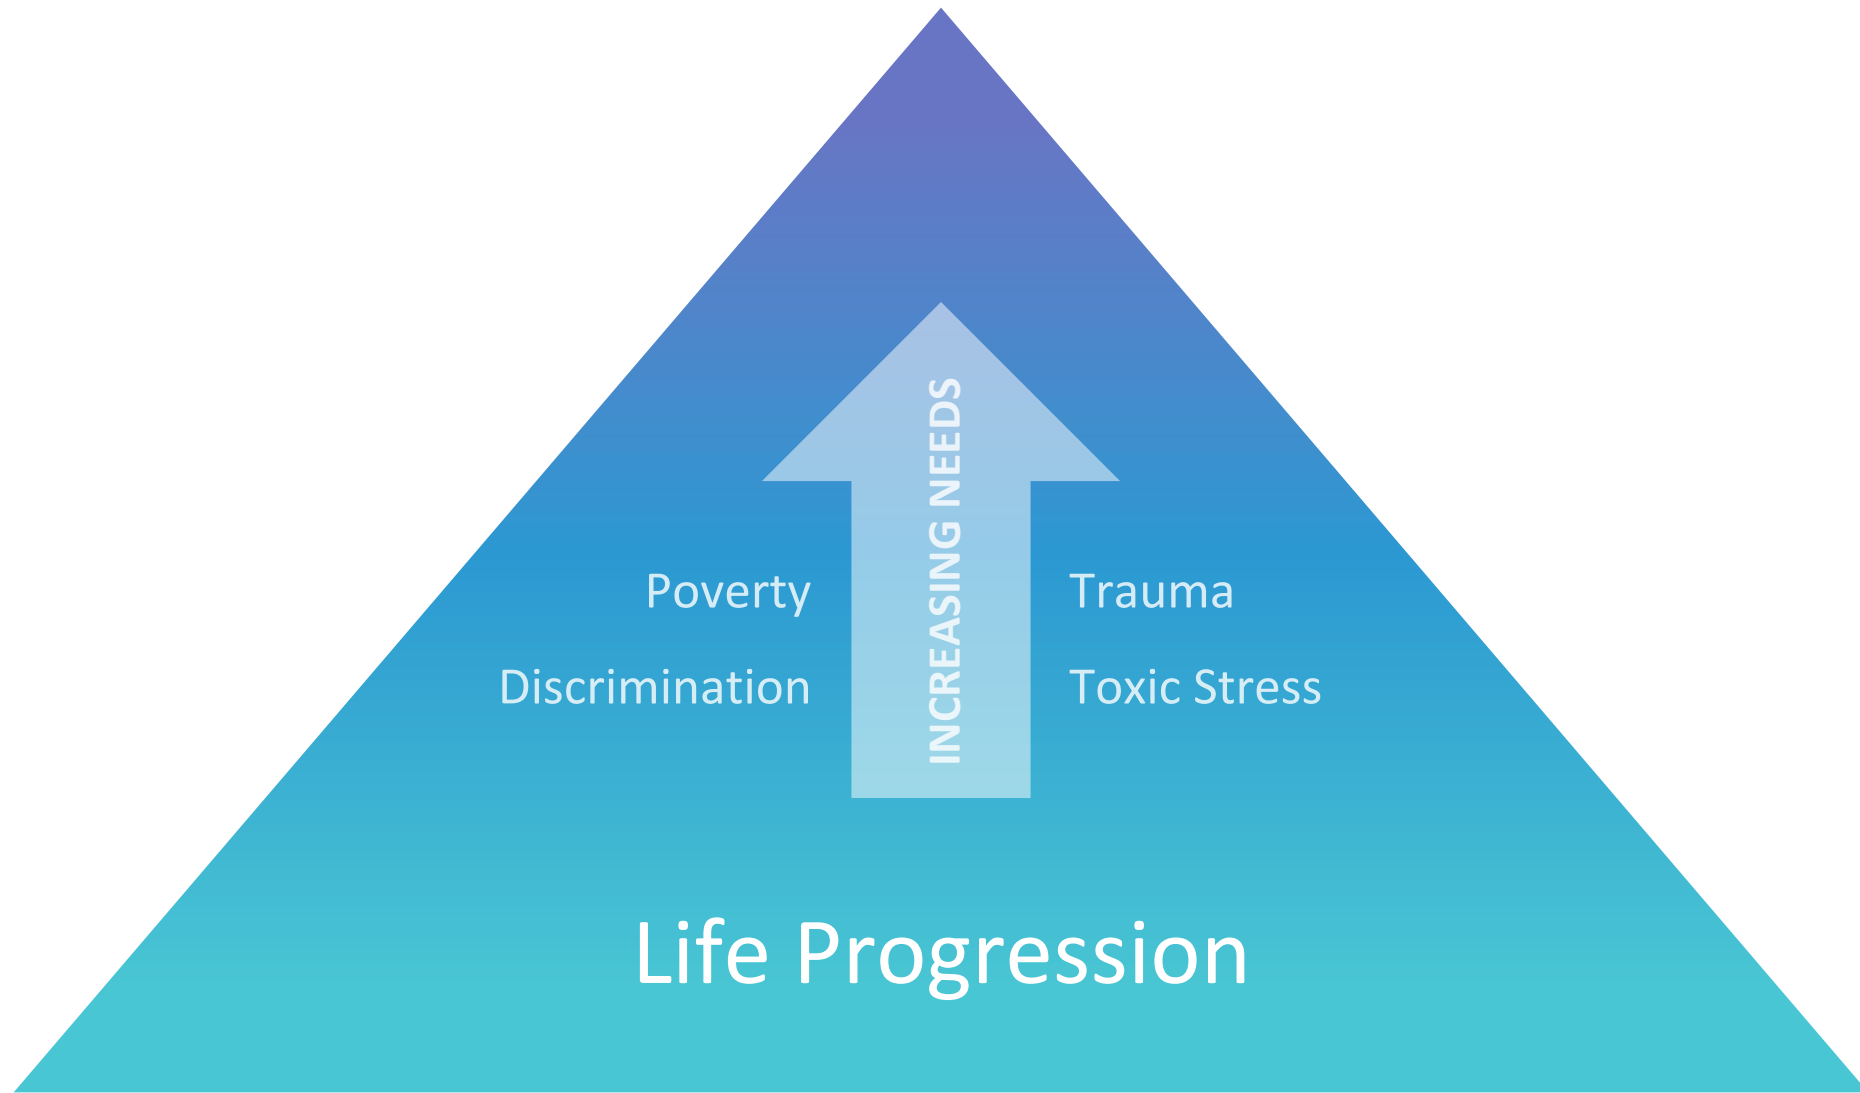 INCREASING NEEDS
Poverty
Trauma
Discrimination
Toxic Stress
Life Progression